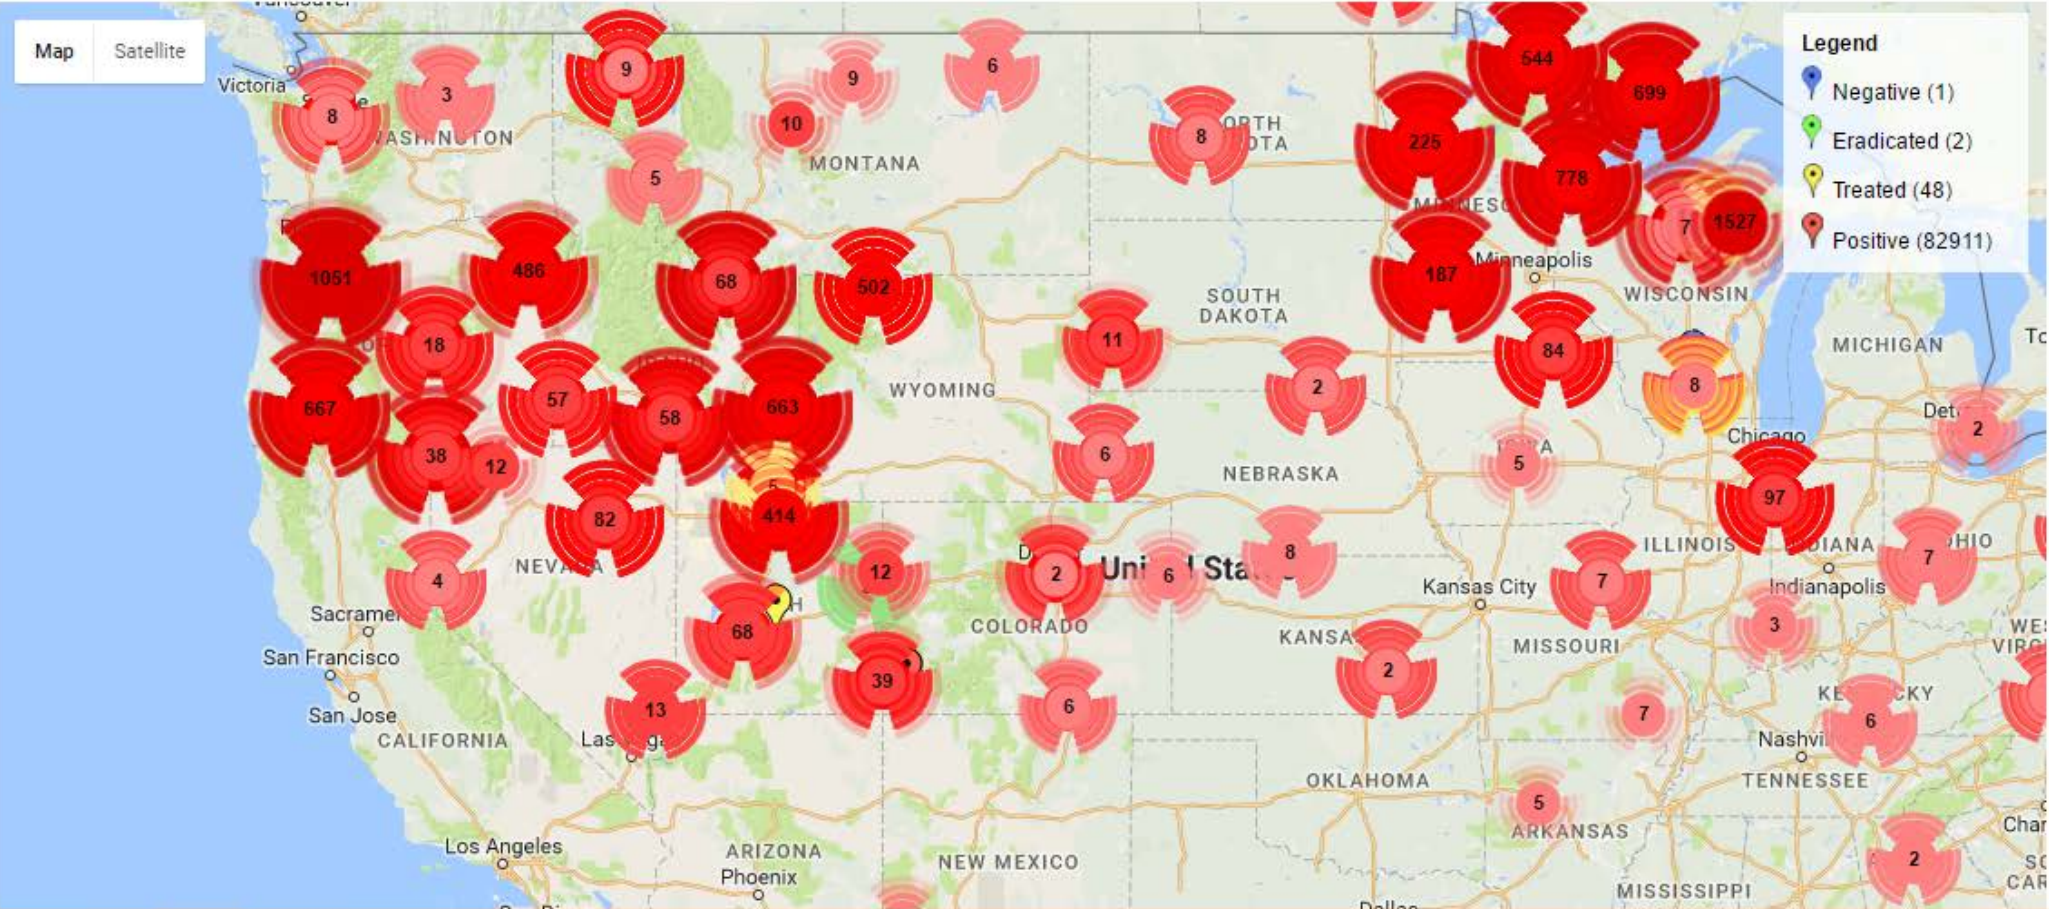 Map
Satellite
Legend
Negative (1)
Eradicated (2)
Treated (48)
Positive (82911)
544
699
9
9
6
Victoria
3
8
10
8
225
MONTANA
5
778
7
1527
1051
486
68
502
187
Minneapolis
WISCONSIN
SOUTH
DAKOTA
18
11
84
MICHIGAN
WYOMING
2
8
667
57
58
663
38
12
6
NEBRASKA
5
Chicago
2
82
5
414
97
4
12
2
United States
6
8
ILLINOIS
7
7
Kansas City
Indianapolis
68
COLORADO
MISSOURI
3
San Francisco
2
39
San Jose
13
6
7
6
CALIFORNIA
OKLAHOMA
TENNESSEE
5
ARKANSAS
Los Angeles
ARIZONA
NEW MEXICO
2
Phoenix
MISSISSIPPI